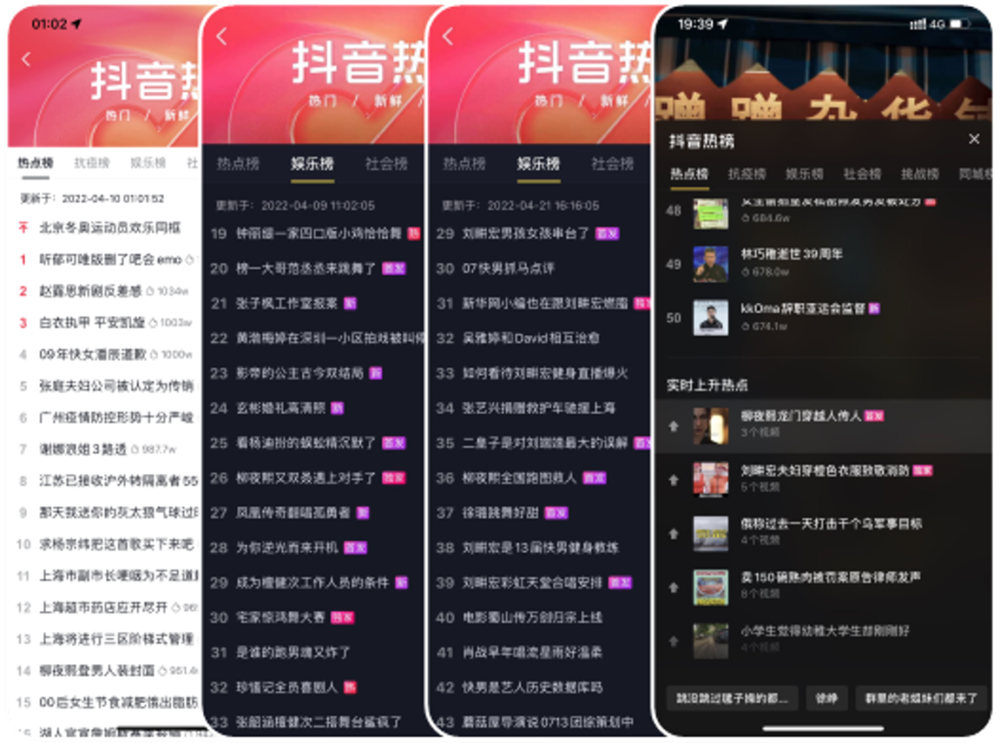 01:02
抖音热
热门 / 新鲜
热点榜 抗疫榜 娱乐榜 社
更新于：2022-04-10 01:01:52
北京冬奥运动员欢乐同框
1 听郁可唯版删了吧会emo
2 赵露思新剧反差感 1034w
3 白衣执甲 平安凯旋 1003w
4 09年快女潘辰道歉 1000w
5 张庭夫妇公司被认定为传销
6 广州疫情防控形势十分严峻
7 谢娜浪姐3路透 987.7w
8 江苏已接收沪外转隔离者55
9 那天我送你的灰太狼气球过
10 求杨宗纬把这首歌买下来吧
11 上海市副市长哽咽为不足道
12 上海超市药店应开尽开
13 上海将进行三区阶梯式管理
14 柳夜熙登男人装封面
15 00后女生节食减肥饿出脂肪
抖音热
热门 / 新鲜
热点榜 娱乐榜 社会榜
更新于：2022-04-09 11:02:05
19 钟丽缇一家四口版小鸡恰恰舞 热
20 榜一大哥范丞丞来跳舞了 首发
21 张子枫工作室报案 新
22 黄渤梅婷在深圳一小区拍戏被叫停
23 影帝的公主古今双结局 新
24 玄彬婚礼高清照 新
25 看杨迪扮的蜈蚣精沉默了 首发
26 柳夜熙又双叒遇上对手了 独家
27 凤凰传奇翻唱孤勇者 新
28 为你逆光而来开机 首发
29 成为檀健次工作人员的条件 新
30 宅家惊鸿舞大赛 独家
31 是谁的跑男魂又炸了
32 珍惜记全员喜剧人 热
33 张韶涵檀健次二搭舞台鲨疯了
抖音热
热门 / 新鲜
热点榜 娱乐榜 社会榜
更新于：2022-04-21 16:16:05
29 刘畊宏男孩女孩串台了 首发
30 07快男抓马点评
31 新华网小编也在跟刘畊宏燃脂
32 吴雅婷和David相互治愈
33 如何看待刘畊宏健身直播爆火
34 张艺兴捐赠救护车驰援上海
35 二皇子是对刘端端最大的误解
36 柳夜熙全国跑图救人 首发
37 徐璐跳舞好甜 首发
38 刘畊宏是13届快男健身教练
39 刘畊宏彩虹天堂合唱安排 首发
40 电影蜀山传万剑归宗上线
41 肖战早年唱流星雨好温柔
42 快男是艺人历史数据库吗
43 蘑菇屋导演说0713团综策划中
19:39 4G
抖音热榜
热点榜 抗疫榜 娱乐榜 社会榜 挑战榜 同城榜
48
684.6w
49 林巧稚逝世39周年
678.0w
50 kkOma辞职亚运会监督 新
674.1w
实时上升热点
柳夜熙龙门穿越人传人 首发
3个视频
刘畊宏夫妇穿橙色衣服致敬消防 独家
5个视频
俄称过去一天打击千个乌军事目标
4个视频
卖150碗熟肉被罚案原告律师发声
8个视频
小学生觉得幼稚大学生却刚刚好
4个视频
跳没跳过毽子操的都...
徐峥
群里的老姐妹们都来了